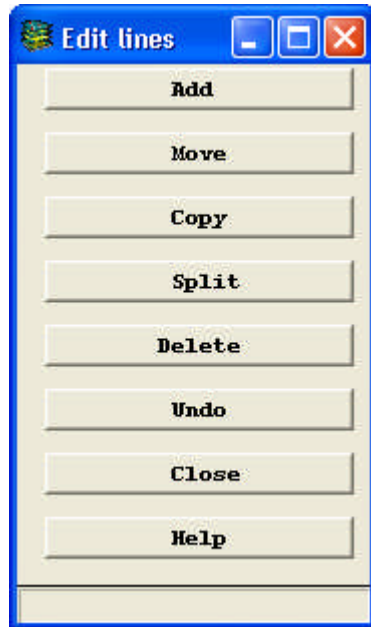 Edit lines
Add
Move
Copy
Split
Delete
Undo
Close
Help